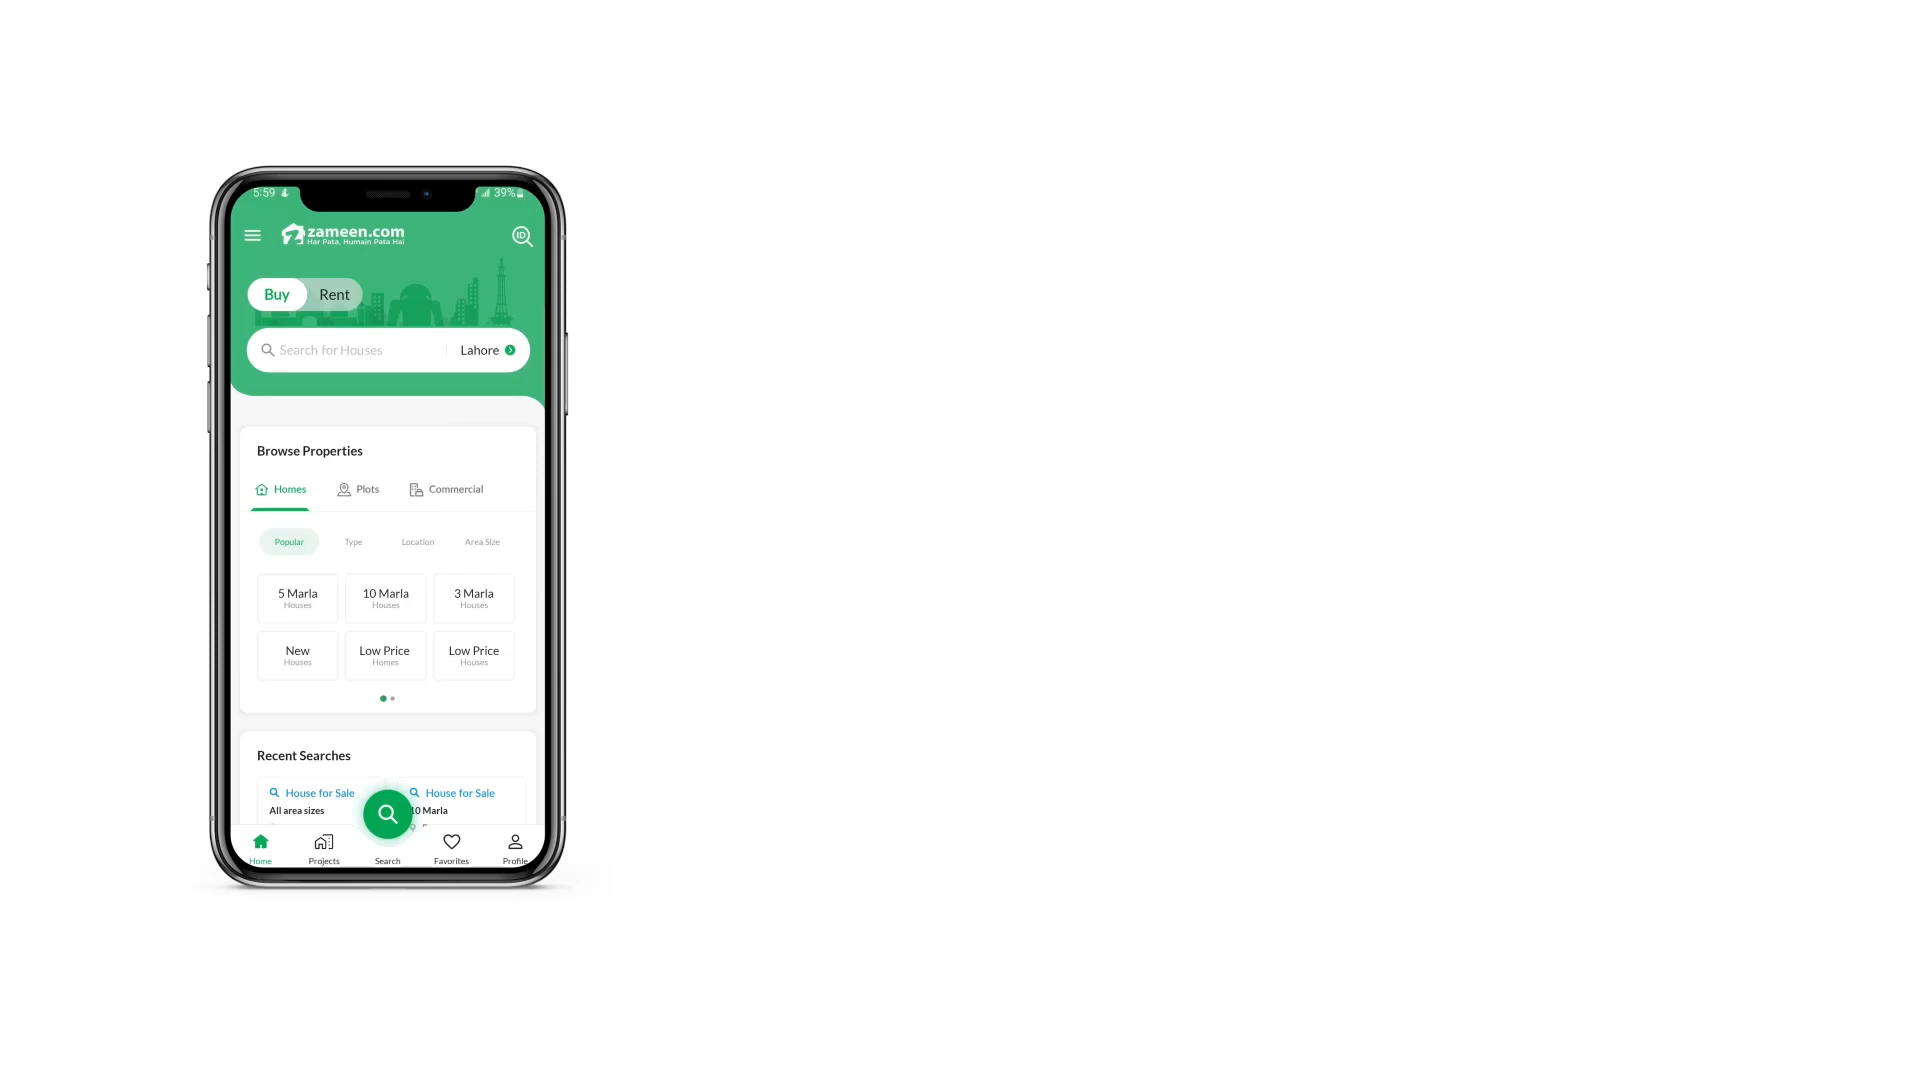 5:59
39%
zameen.com
Har Pata, Humain Pata Hai
ID
Buy Rent
Search for Houses Lahore
Browse Properties
Homes Plots Commercial
Popular Type Location Area Size
5 Marla 10 Marla 3 Marla
Houses Houses Houses
New Low Price Low Price
Houses Homes Houses
Recent Searches
House for Sale House for Sale
All area sizes 10 Marla
Home Projects Search Favorites Profile